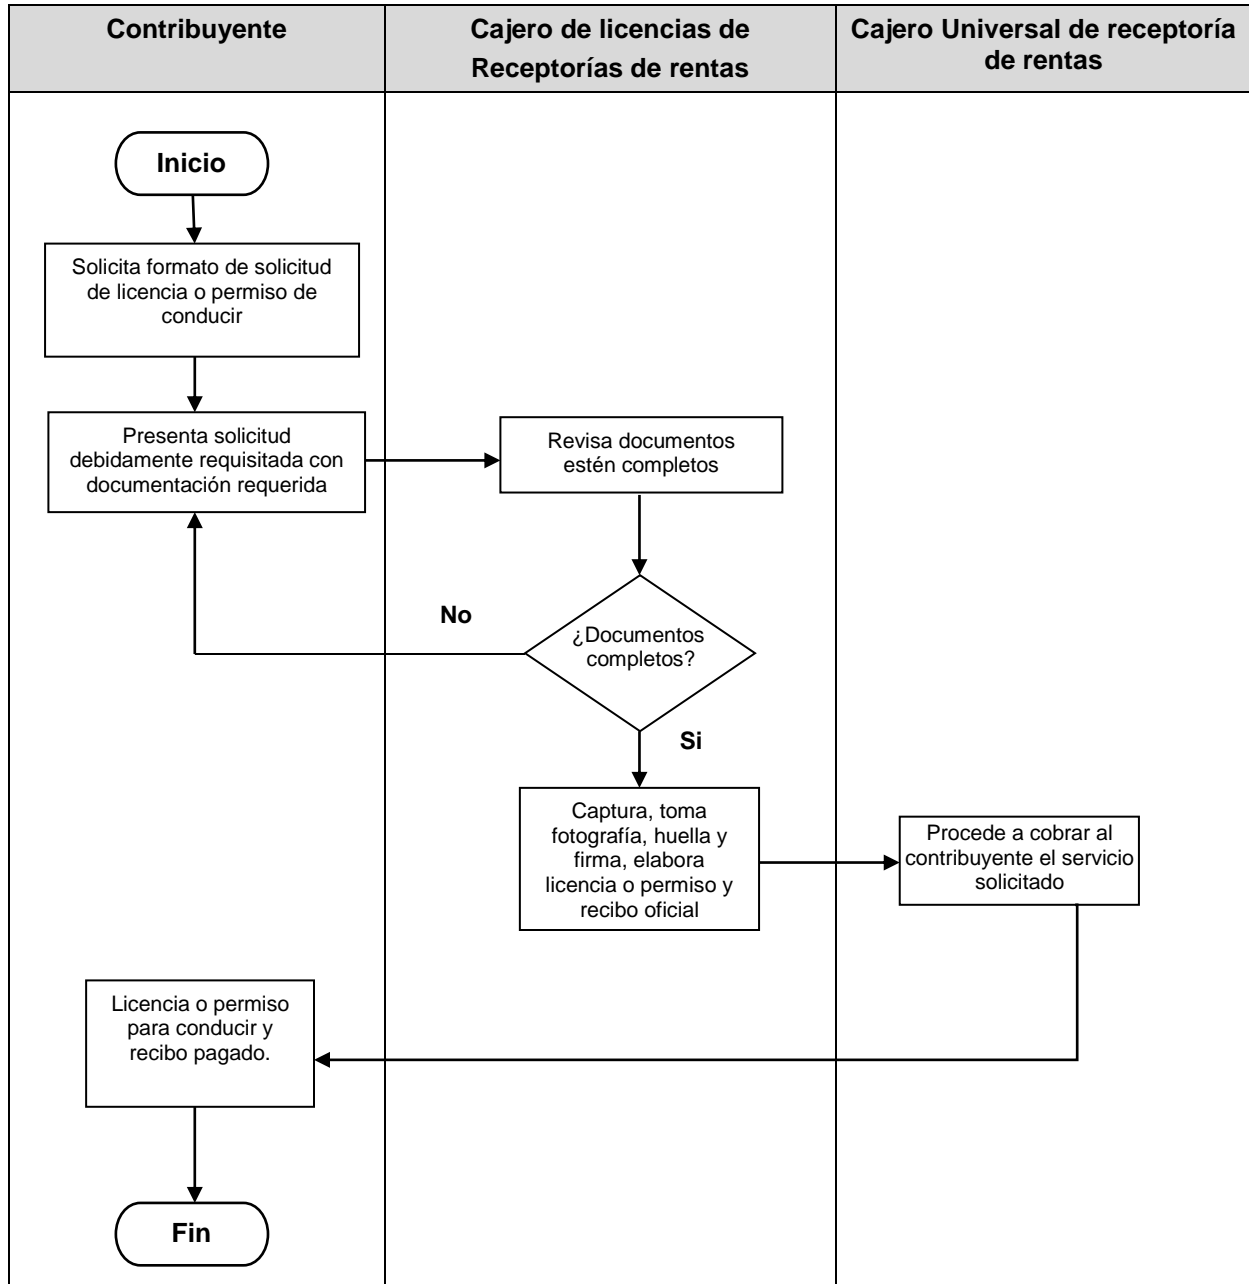 Contribuyente
Cajero de licencias de
Receptorías de rentas
Cajero Universal de receptoría
de rentas
Inicio
Solicita formato de solicitud
de licencia o permiso de
conducir
Presenta solicitud
debidamente requisitada con
documentación requerida
Revisa documentos
estén completos
No
¿Documentos
completos?
Si
Captura, toma
fotografía, huella y
firma, elabora
licencia o permiso y
recibo oficial
Procede a cobrar al
contribuyente el servicio
solicitado
Licencia o permiso
para conducir y
recibo pagado.
Fin